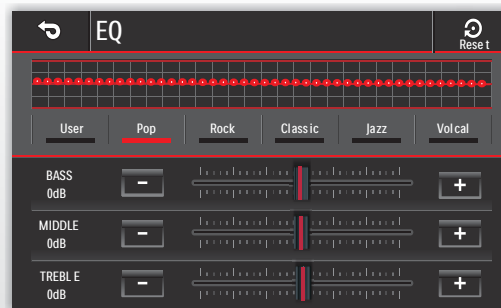 EQ
Reset
User Pop Rock Classic Jazz Volcal
BASS
0dB
− +
MIDDLE
0dB
− +
TREBLE
0dB
− +